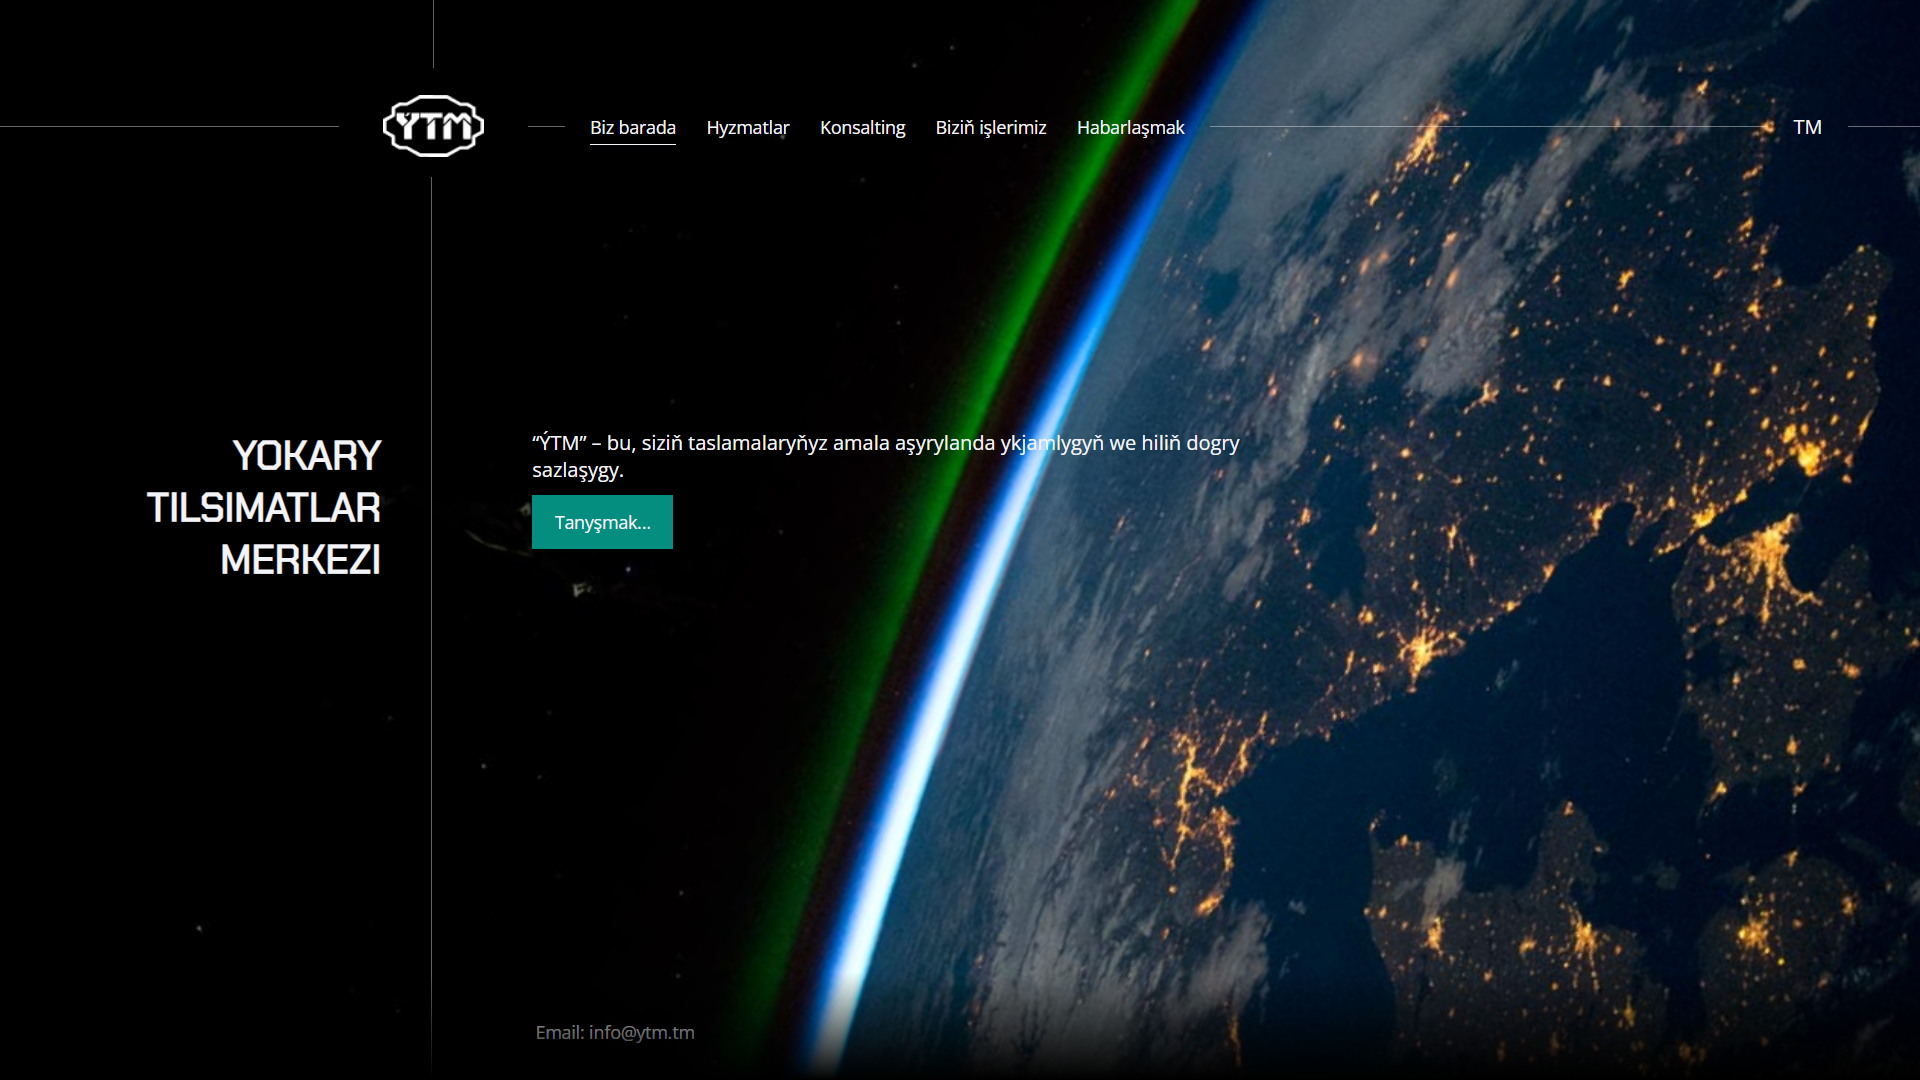 ÝTM
Biz barada
Hyzmatlar
Konsalting
Biziň işlerimiz
Habarlaşmak
TM
YOKARY
TILSIMATLAR
MERKEZI
“ÝTM” – bu, siziň taslamalaryňyz amala aşyrylanda ykjamlygyň we hiliň dogry
sazlaşygy.
Tanyşmak...
Email: info@ytm.tm